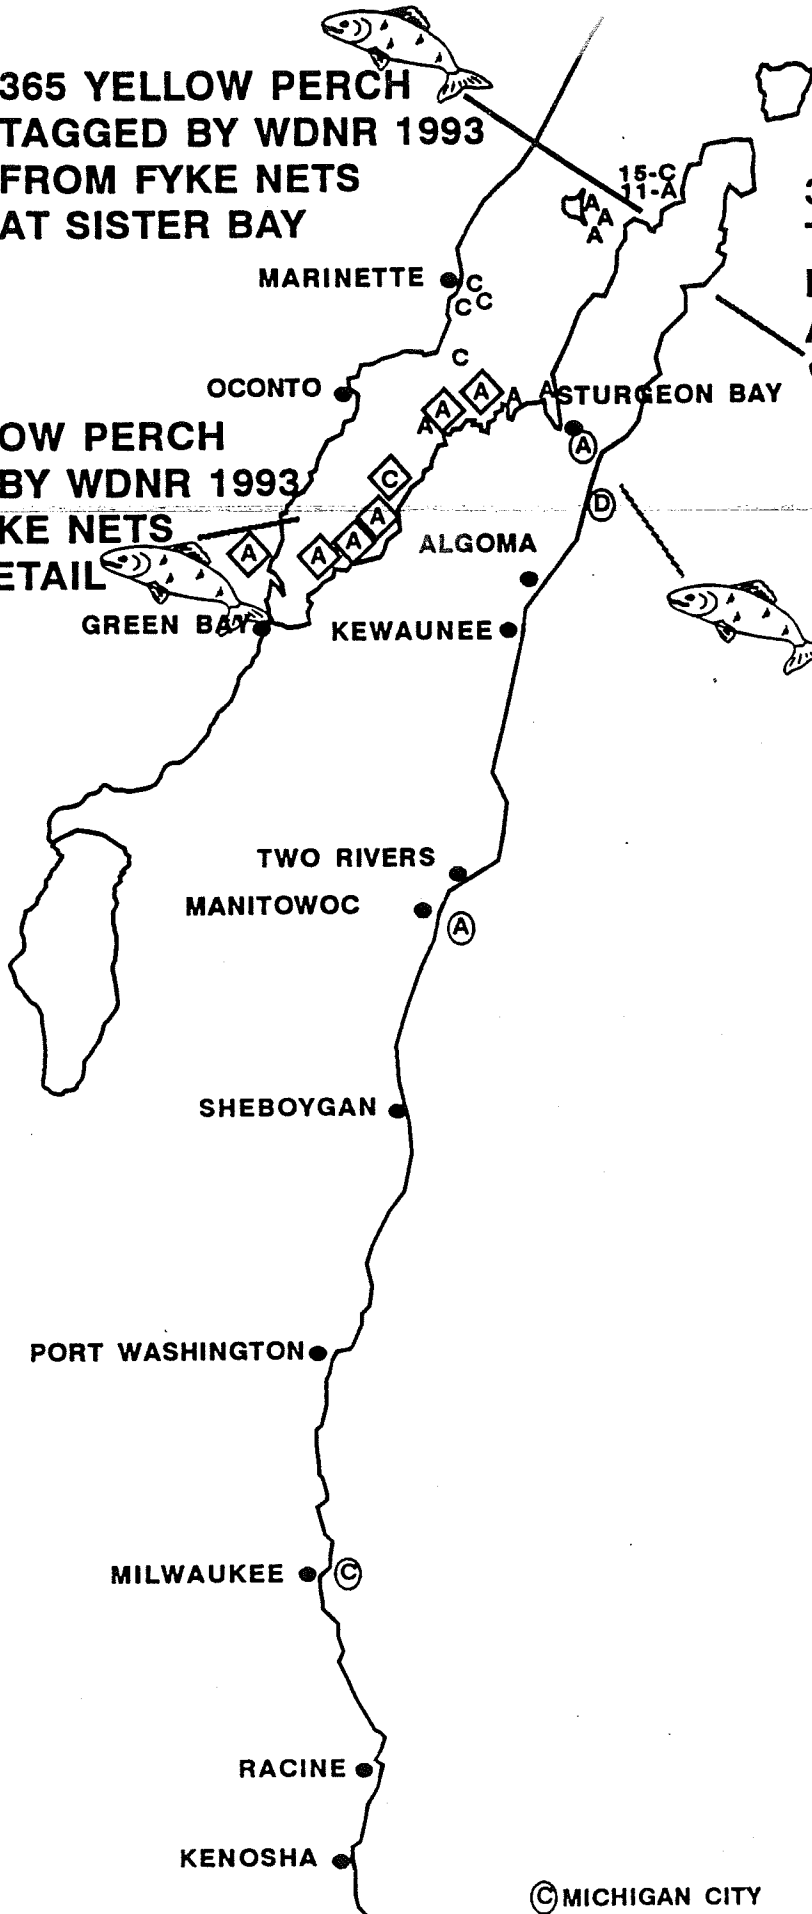 365 YELLOW PERCH
TAGGED BY WDNR 1993
FROM FYKE NETS
AT SISTER BAY
15-C
11-A
A
A
A
MARINETTE
C
C C
C
OCONTO
A
A
A
A
A
STURGEON BAY
A
OW PERCH
BY WDNR 1993
KE NETS
ETAIL
C
D
A
A
A
A
ALGOMA
GREEN BAY
KEWAUNEE
TWO RIVERS
MANITOWOC
A
SHEBOYGAN
PORT WASHINGTON
MILWAUKEE
C
RACINE
KENOSHA
C MICHIGAN CITY